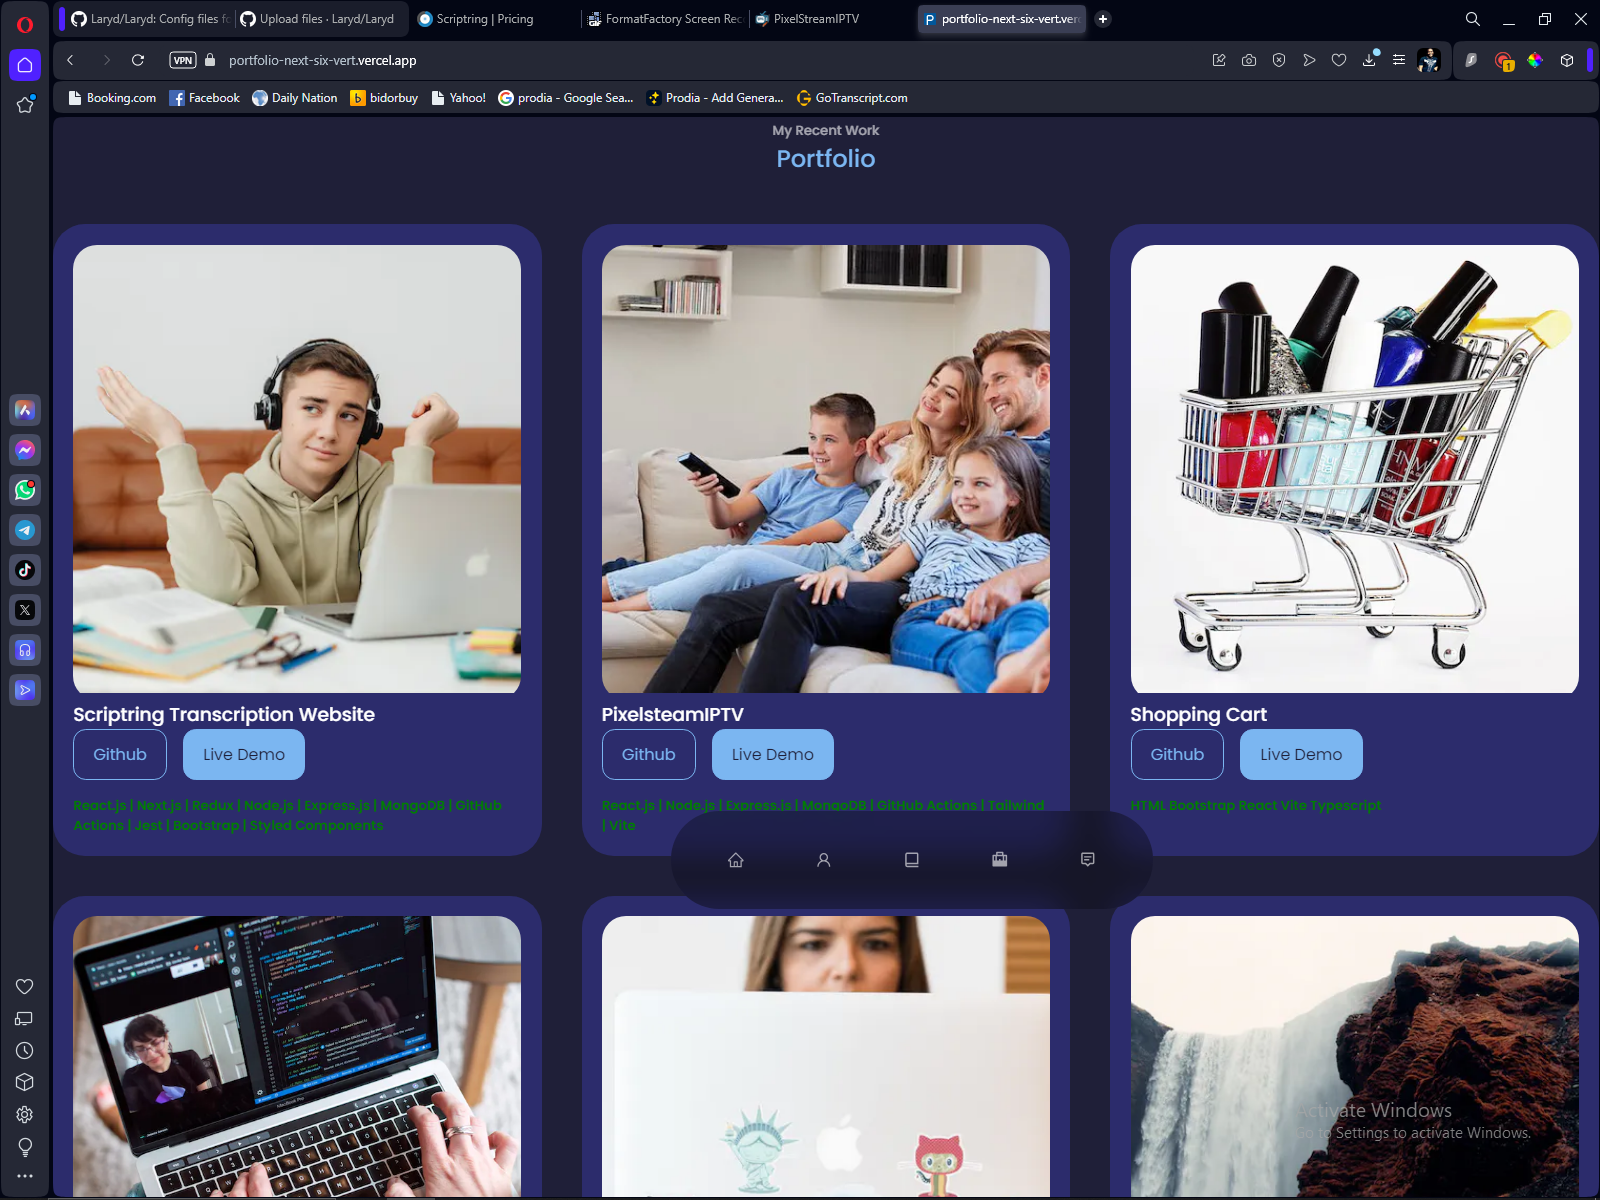 Laryd/Laryd: Config files fo
Upload files · Laryd/Laryd
Scriptring | Pricing
FormatFactory Screen Rec
PixelStreamIPTV
portfolio-next-six-vert.ver
VPN
portfolio-next-six-vert.vercel.app
1
Booking.com
Facebook
Daily Nation
bidorbuy
Yahoo!
prodia - Google Sea...
Prodia - Add Genera...
GoTranscript.com
My Recent Work
Portfolio
Scriptring Transcription Website
Github
Live Demo
React.js | Next.js | Redux | Node.js | Express.js | MongoDB | GitHub
Actions | Jest | Bootstrap | Styled Components
PixelsteamIPTV
Github
Live Demo
React.js | Node.js | Express.js | MongoDB | GitHub Actions | Tailwind
| Vite
Shopping Cart
Github
Live Demo
HTML Bootstrap React Vite Typescript
Activate Windows
Go to Settings to activate Windows.